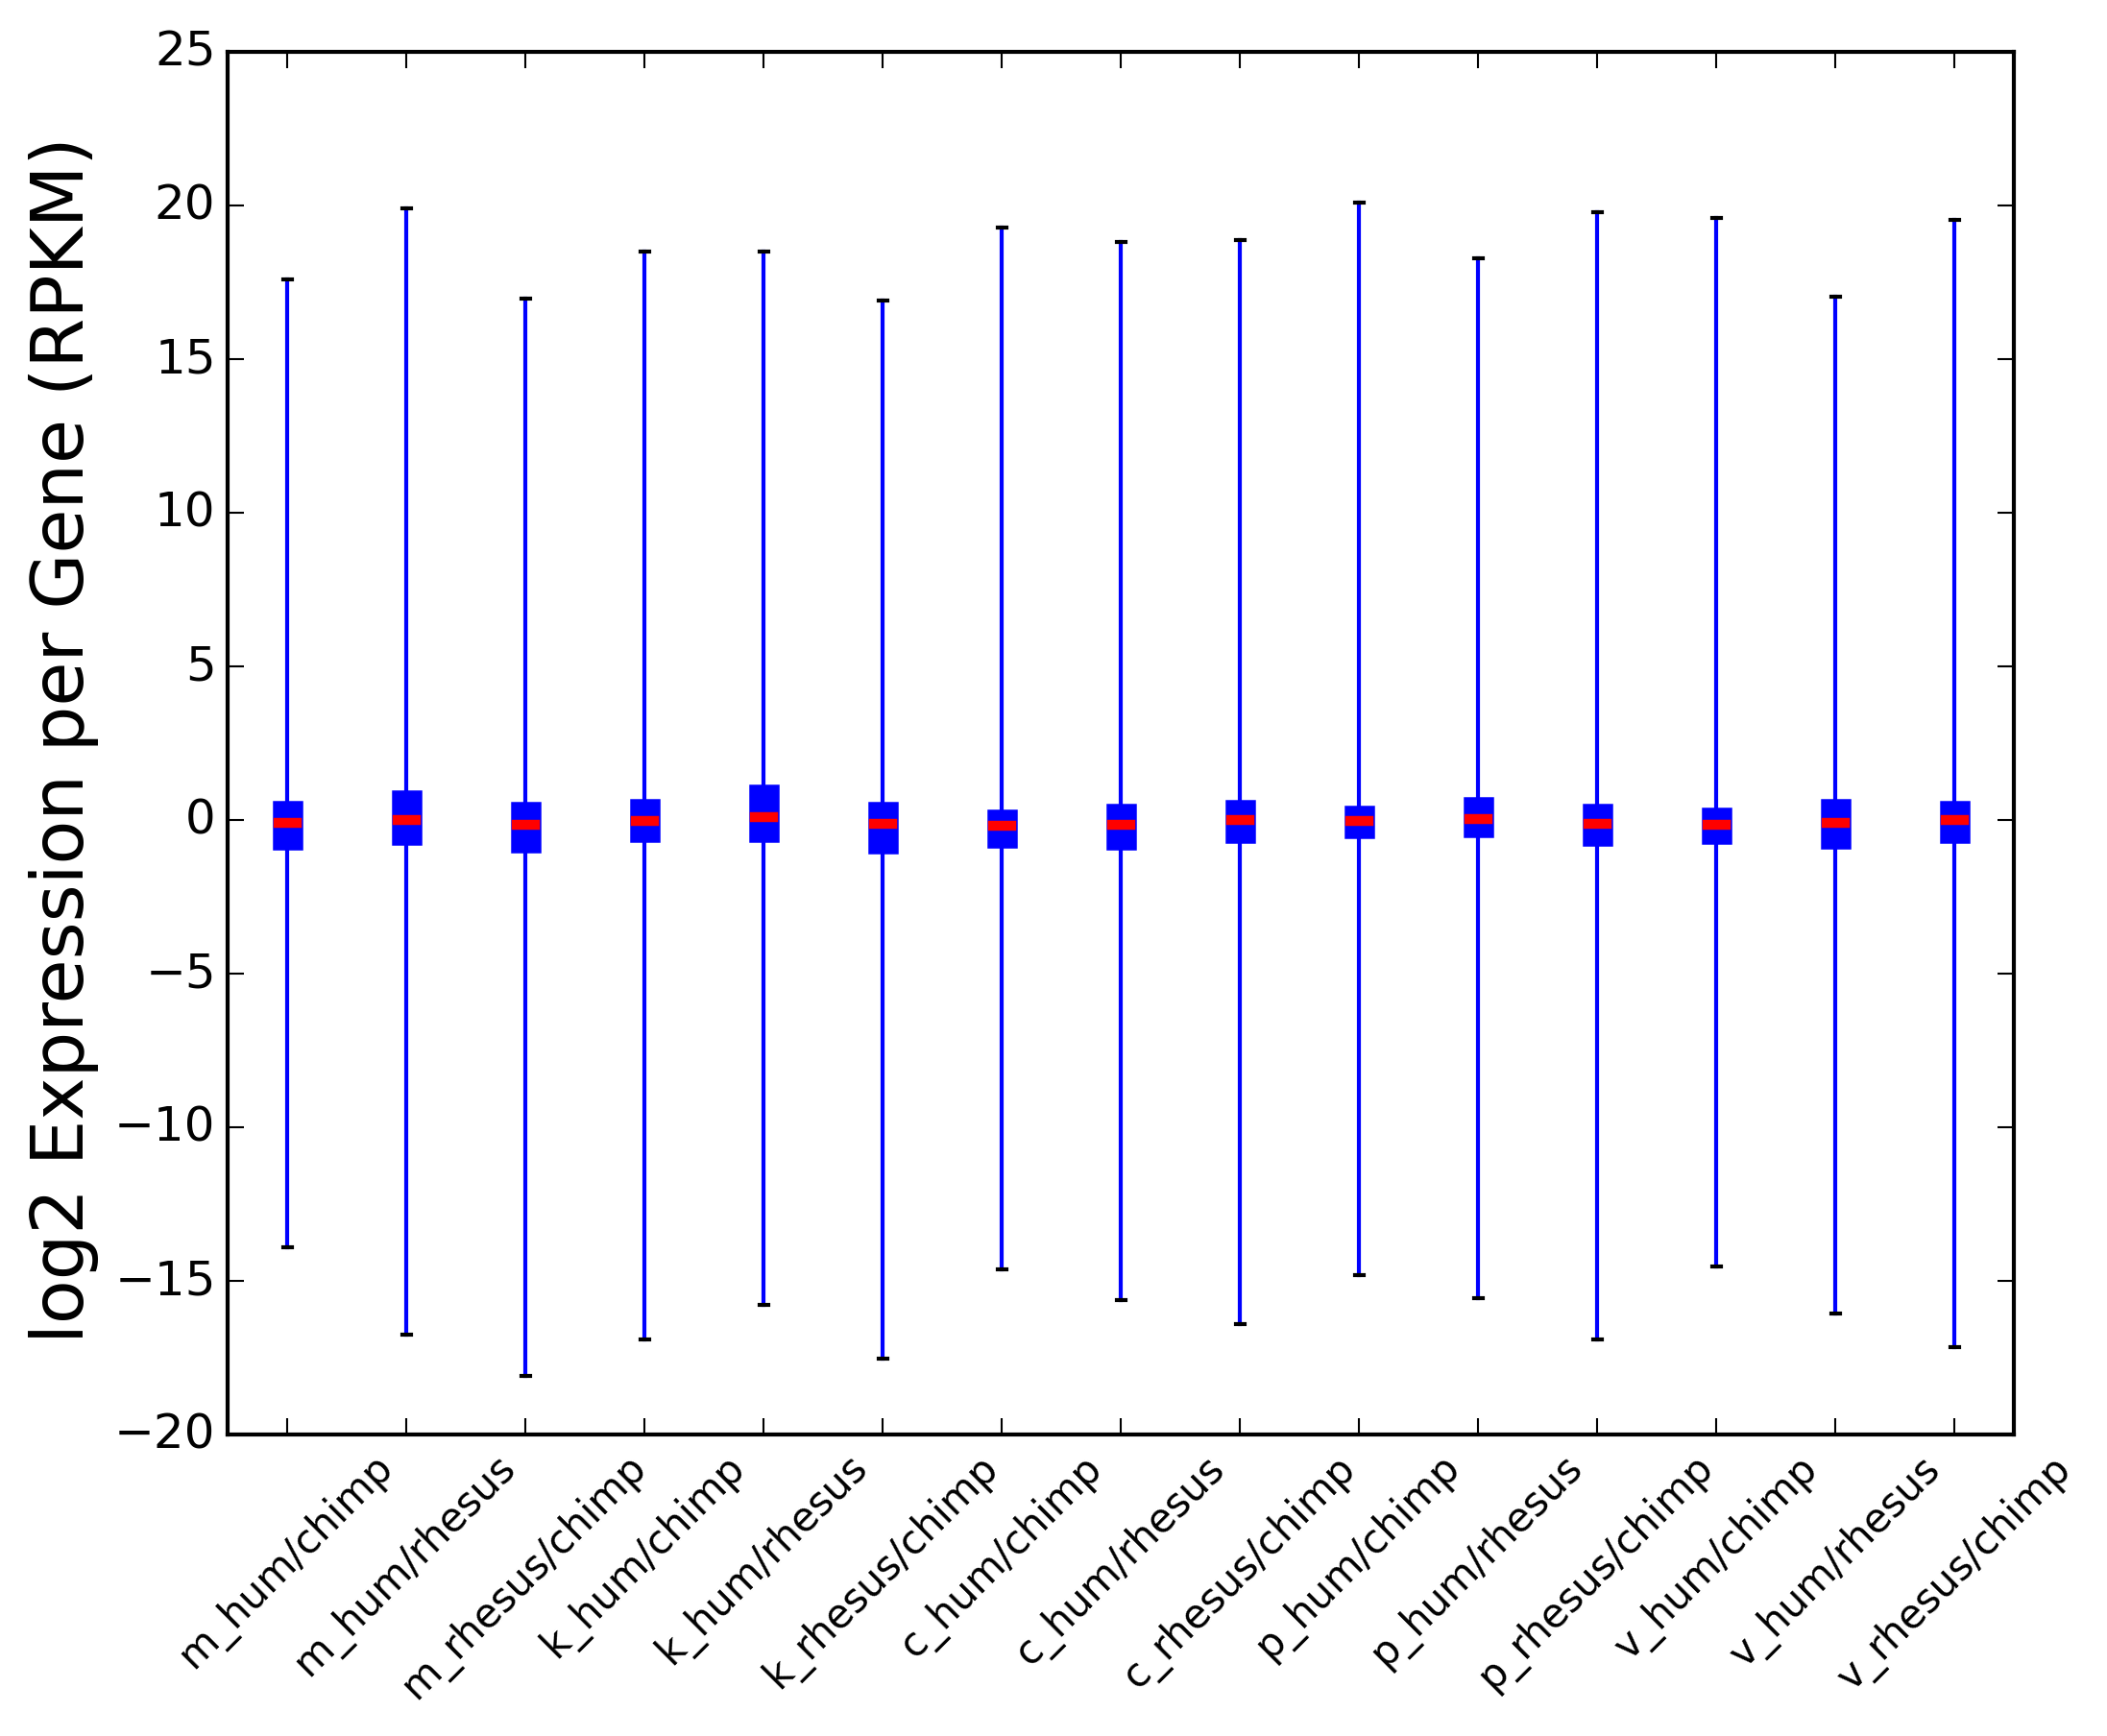 log2 Expression per Gene (RPKM)
25
20
15
10
5
0
−5
−10
−15
−20
m_hum/chimp
m_hum/rhesus
m_rhesus/chimp
k_hum/chimp
k_hum/rhesus
k_rhesus/chimp
c_hum/chimp
c_hum/rhesus
c_rhesus/chimp
p_hum/chimp
p_hum/rhesus
p_rhesus/chimp
v_hum/chimp
v_hum/rhesus
v_rhesus/chimp